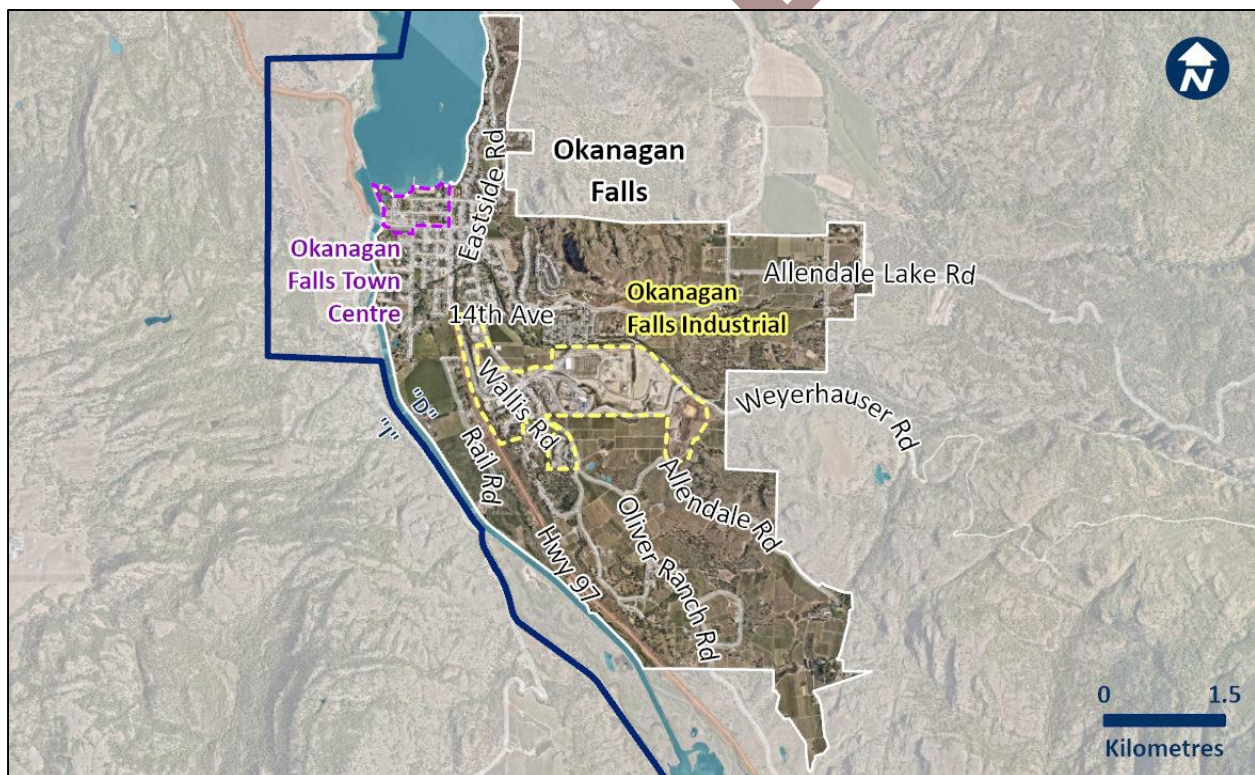 N
Okanagan
Falls
Eastside Rd
Okanagan
Falls Town
Centre
Allendale Lake Rd
Okanagan
Falls Industrial
14th Ave
Wallis Rd
Weyerhauser Rd
"D"
"I"
Rail Rd
Allendale Rd
Oliver Ranch Rd
Hwy 97
0 1.5
Kilometres